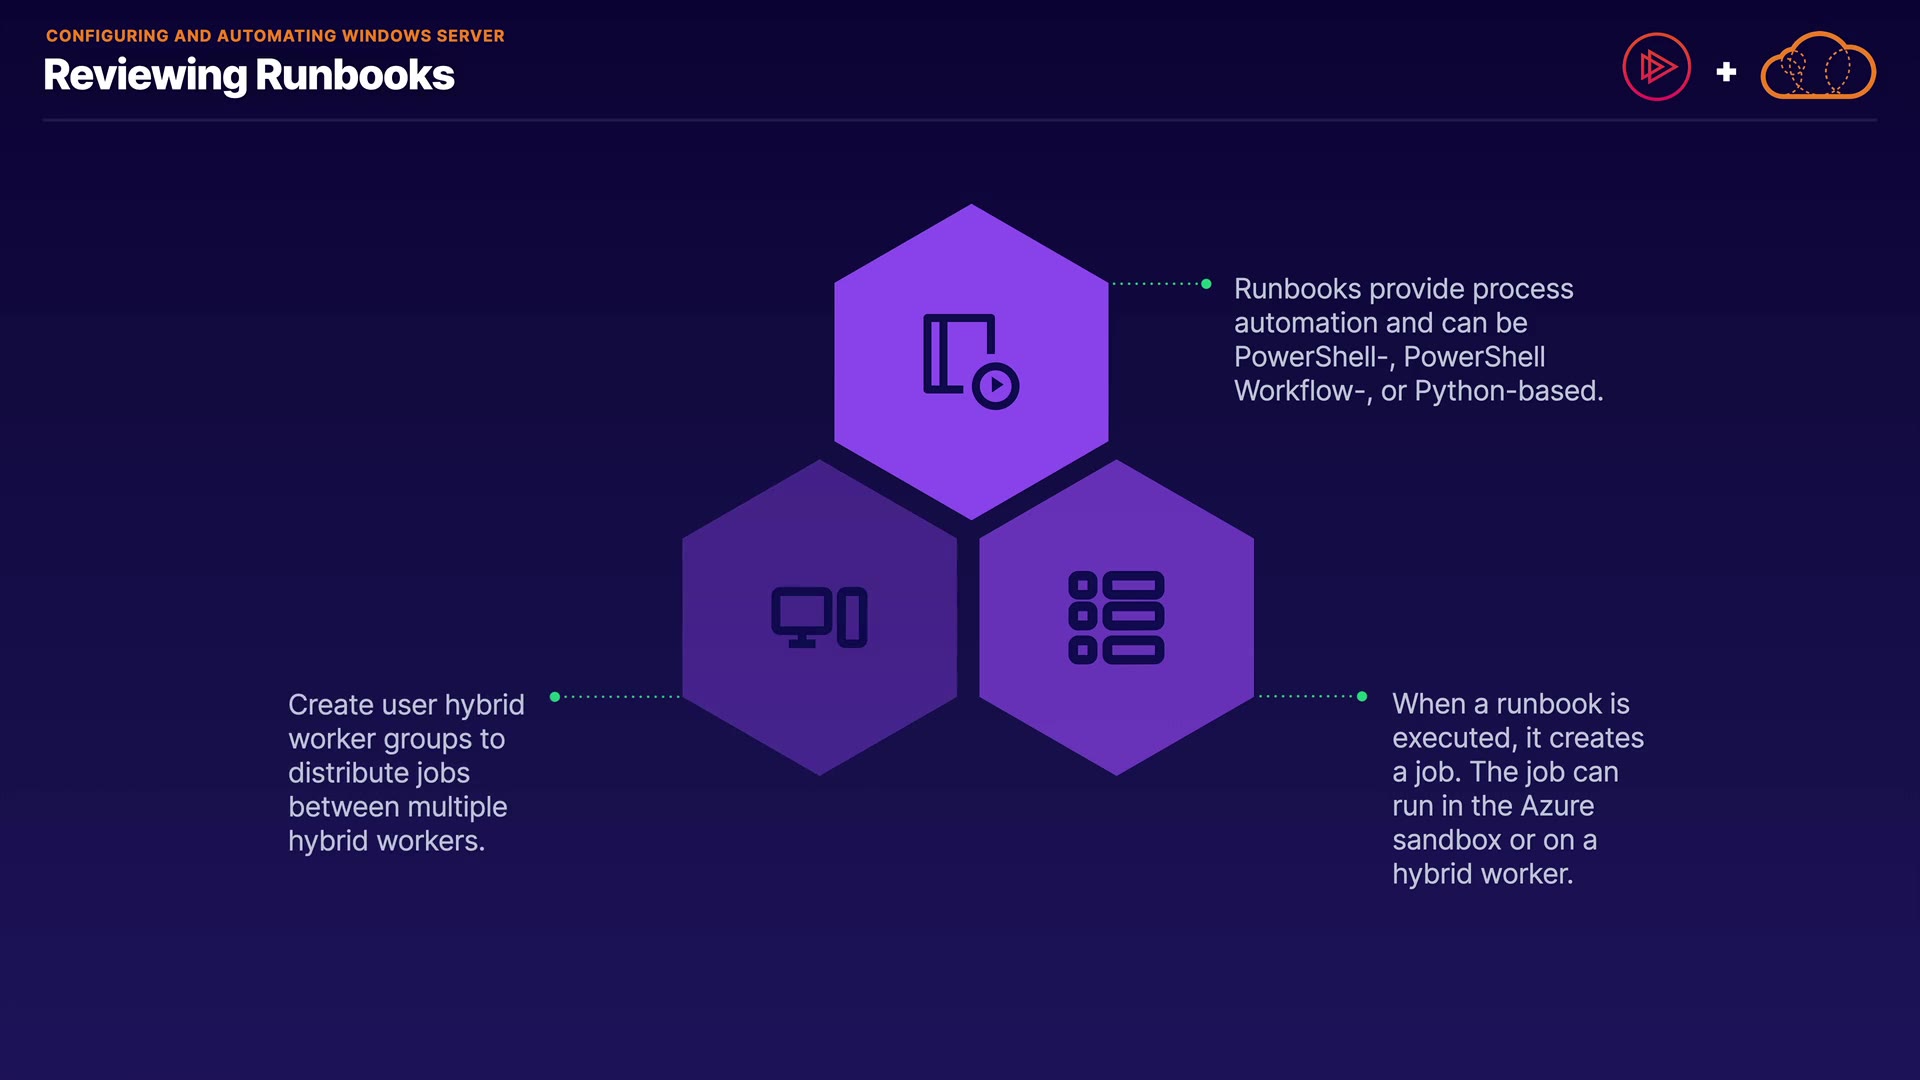 CONFIGURING AND AUTOMATING WINDOWS SERVER
Reviewing Runbooks
Runbooks provide process
automation and can be
PowerShell-, PowerShell
Workflow-, or Python-based.
Create user hybrid
worker groups to
distribute jobs
between multiple
hybrid workers.
When a runbook is
executed, it creates
a job. The job can
run in the Azure
sandbox or on a
hybrid worker.